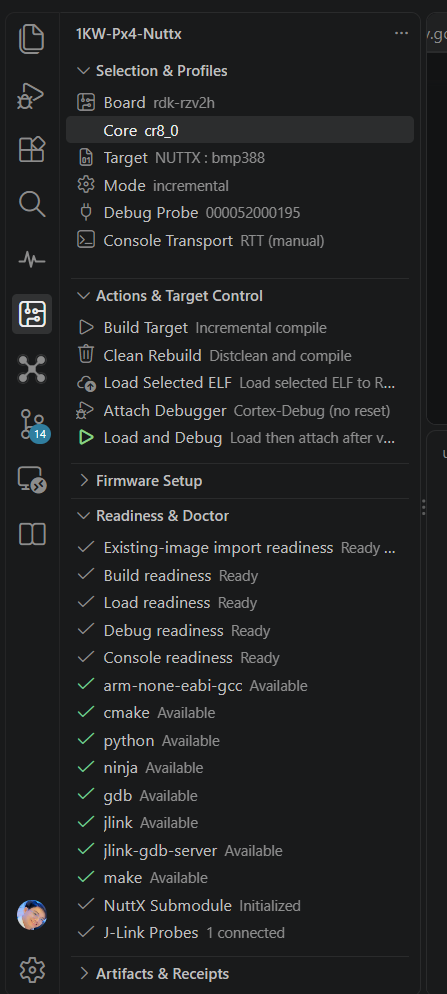 1KW-Px4-Nuttx
Selection & Profiles
Board rdk-rzv2h
Core cr8_0
Target NUTTX : bmp388
Mode incremental
Debug Probe 000052000195
Console Transport RTT (manual)
Actions & Target Control
Build Target Incremental compile
Clean Rebuild Distclean and compile
Load Selected ELF Load selected ELF to R...
Attach Debugger Cortex-Debug (no reset)
Load and Debug Load then attach after v...
Firmware Setup
Readiness & Doctor
Existing-image import readiness Ready ...
Build readiness Ready
Load readiness Ready
Debug readiness Ready
Console readiness Ready
arm-none-eabi-gcc Available
cmake Available
python Available
ninja Available
gdb Available
jlink Available
jlink-gdb-server Available
make Available
NuttX Submodule Initialized
J-Link Probes 1 connected
Artifacts & Receipts
14